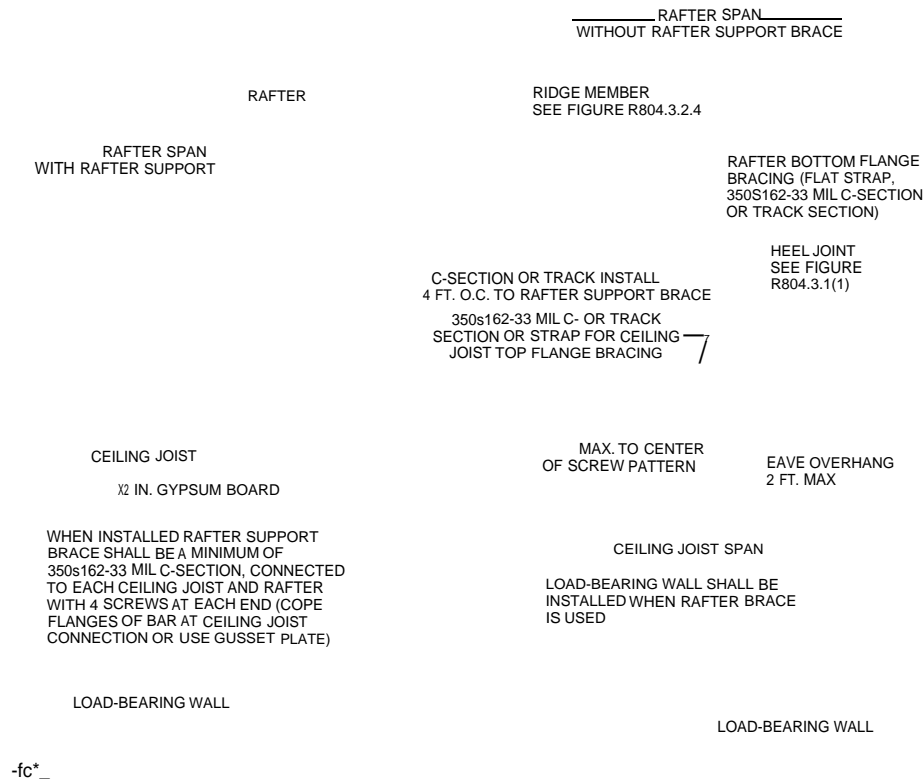 RAFTER SPAN
WITHOUT RAFTER SUPPORT BRACE
RAFTER
RIDGE MEMBER
SEE FIGURE R804.3.2.4
RAFTER SPAN
WITH RAFTER SUPPORT
RAFTER BOTTOM FLANGE
BRACING (FLAT STRAP,
350S162-33 MIL C-SECTION
OR TRACK SECTION)
HEEL JOINT
SEE FIGURE
R804.3.1(1)
C-SECTION OR TRACK INSTALL
4 FT. O.C. TO RAFTER SUPPORT BRACE
350s162-33 MIL C- OR TRACK
SECTION OR STRAP FOR CEILING
JOIST TOP FLANGE BRACING
CEILING JOIST
X2 IN. GYPSUM BOARD
MAX. TO CENTER
OF SCREW PATTERN
EAVE OVERHANG
2 FT. MAX
WHEN INSTALLED RAFTER SUPPORT
BRACE SHALL BE A MINIMUM OF
350s162-33 MIL C-SECTION, CONNECTED
TO EACH CEILING JOIST AND RAFTER
WITH 4 SCREWS AT EACH END (COPE
FLANGES OF BAR AT CEILING JOIST
CONNECTION OR USE GUSSET PLATE)
CEILING JOIST SPAN
LOAD-BEARING WALL SHALL BE
INSTALLED WHEN RAFTER BRACE
IS USED
LOAD-BEARING WALL
LOAD-BEARING WALL
-fc*_